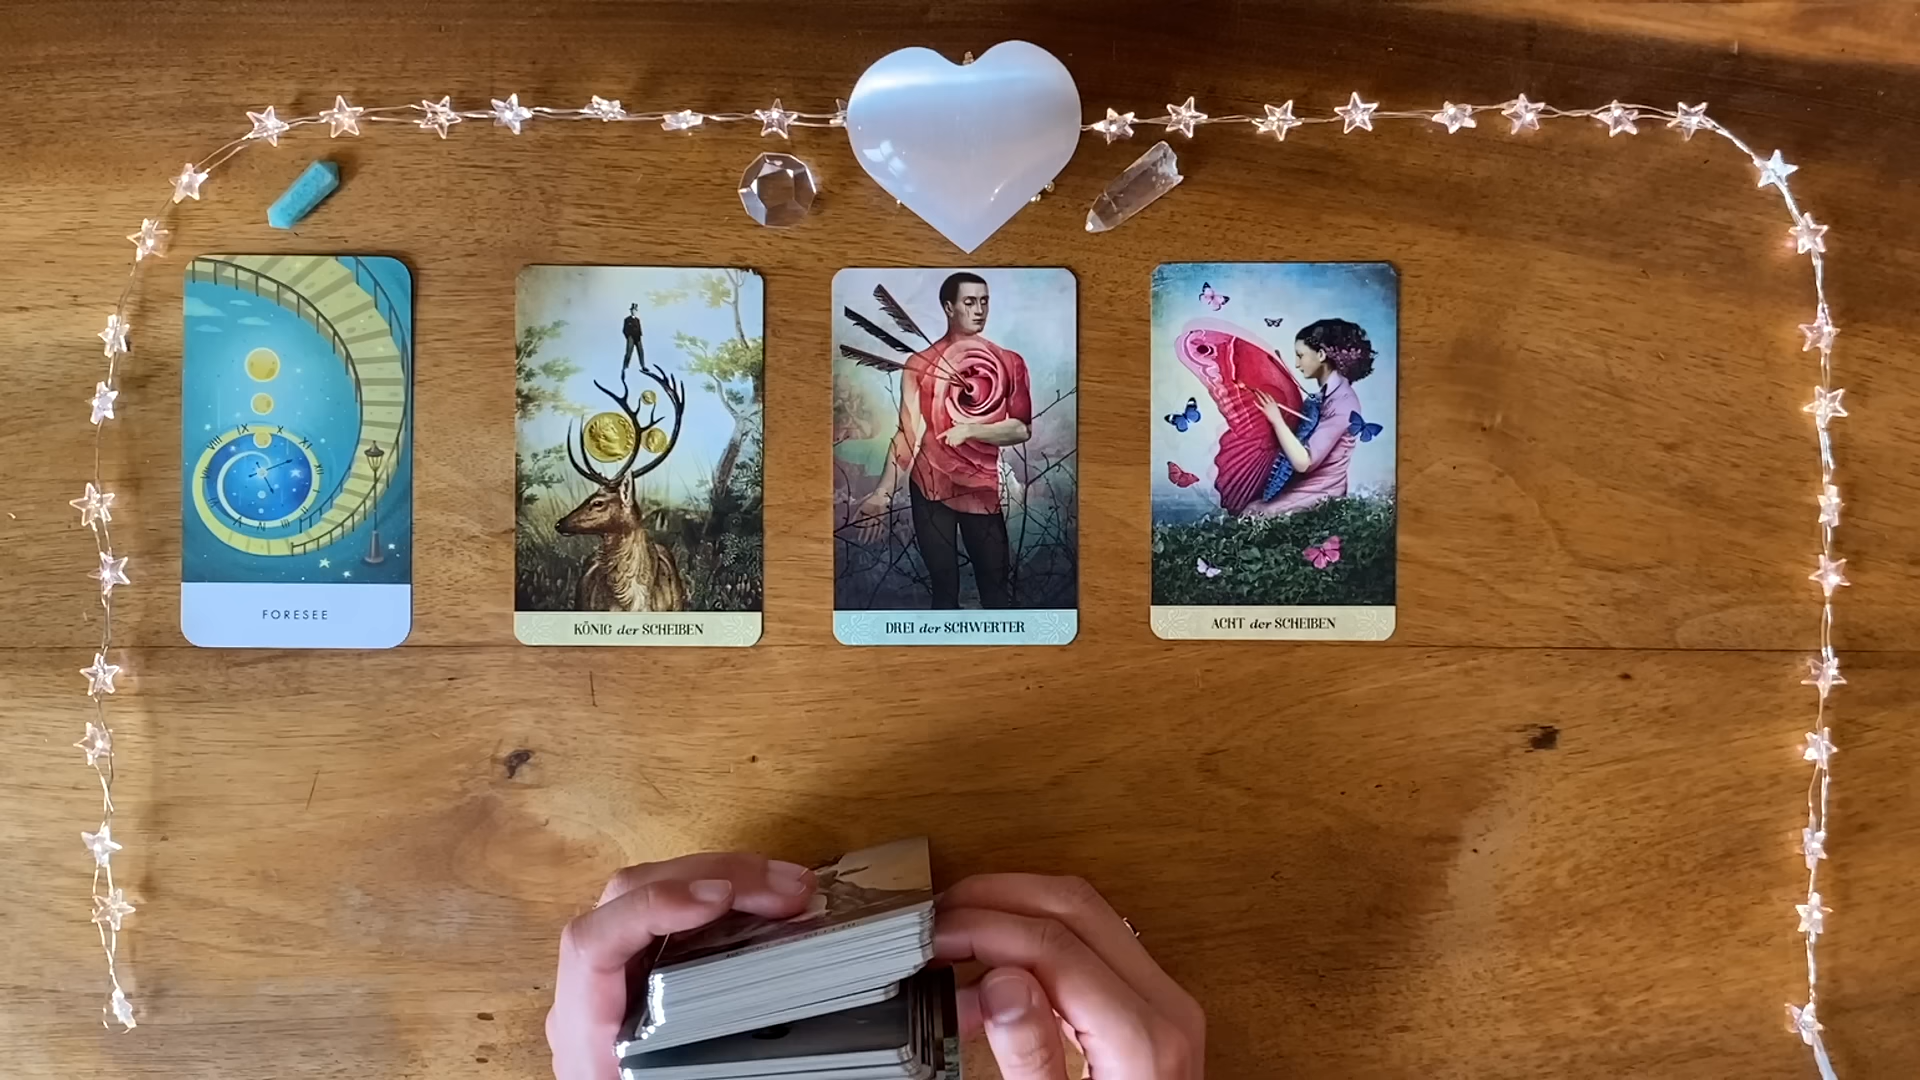 FORESEE
KÖNIG der SCHEIBEN
DREI der SCHWERTER
ACHT der SCHEIBEN